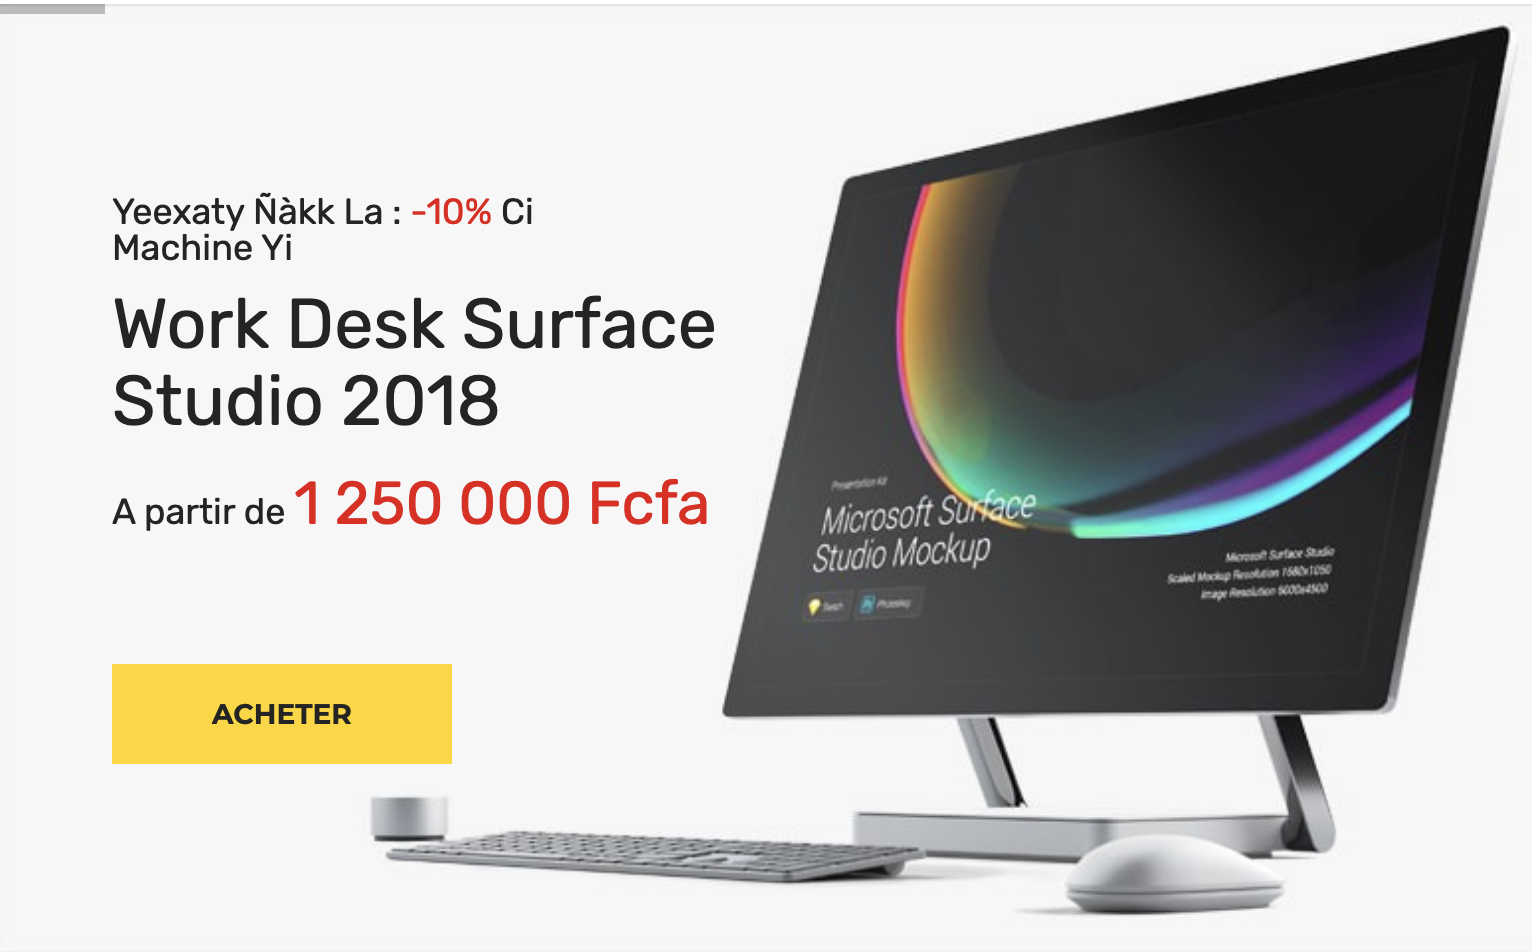 Yeexaty Ñàkk La : -10% Ci
Machine Yi
Work Desk Surface
Studio 2018
A partir de 1 250 000 Fcfa
ACHETER
Presentation Kit
Microsoft Surface
Studio Mockup
Sketch
Photoshop
Microsoft Surface Studio
Scaled Mockup Resolution 1680x1050
Image Resolution 6000x4500